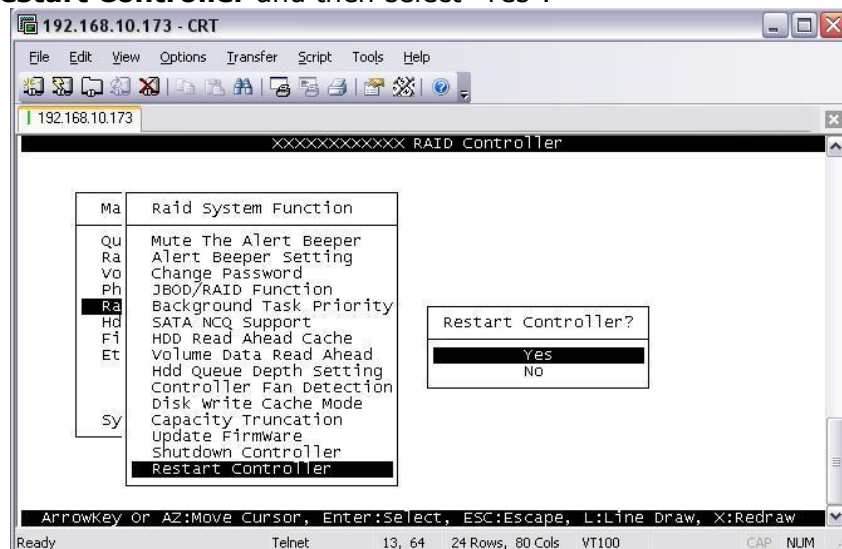 estart Controller and then select "Yes".
192.168.10.173 - CRT
File Edit View Options Transfer Script Tools Help
192.168.10.173
XXXXXXXXXXXX RAID Controller
Ma
Raid System Function
Qu
Ra
Vo
Ph
Ra
Hd
Fi
Et
Sy
Mute The Alert Beeper
Alert Beeper Setting
Change Password
JBOD/RAID Function
Background Task Priority
SATA NCQ Support
HDD Read Ahead Cache
Volume Data Read Ahead
Hdd Queue Depth Setting
Controller Fan Detection
Disk Write Cache Mode
Capacity Truncation
Update FirmWare
Shutdown Controller
Restart Controller
Restart Controller?
Yes
No
ArrowKey Or AZ:Move Cursor, Enter:Select, ESC:Escape, L:Line Draw, X:Redraw
Ready Telnet 13, 64 24 Rows, 80 Cols VT100 CAP NUM